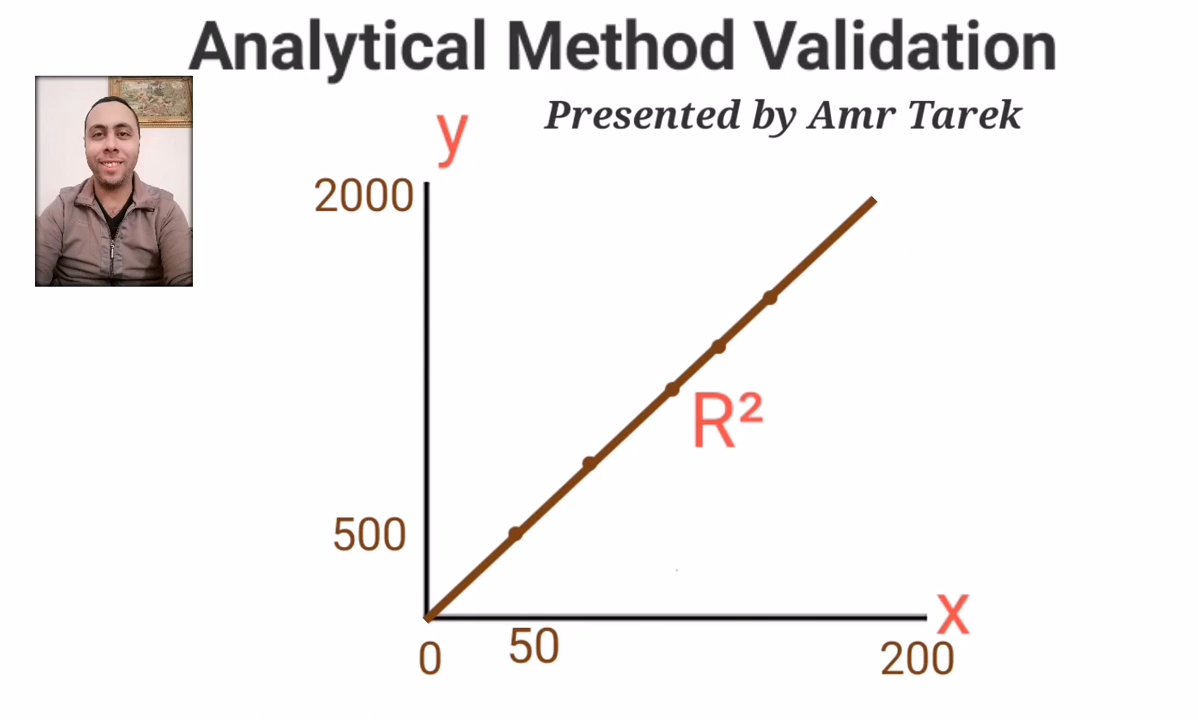 Analytical Method Validation
Presented by Amr Tarek
y
2000
R²
500
x
0
50
200